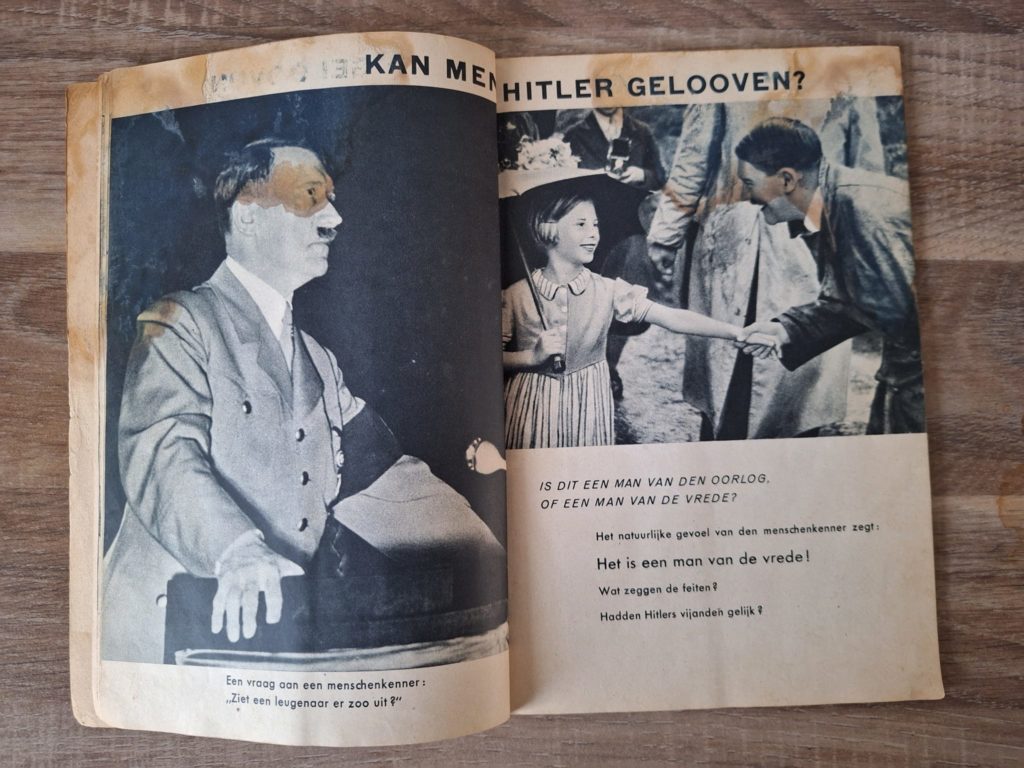 KAN MEN HITLER GELOOVEN?
Een vraag aan een menschenkenner:
„Ziet een leugenaar er zoo uit?"
IS DIT EEN MAN VAN DEN OORLOG,
OF EEN MAN VAN DE VREDE?
Het natuurlijke gevoel van den menschenkenner zegt:
Het is een man van de vrede!
Wat zeggen de feiten?
Hadden Hitlers vijanden gelijk?